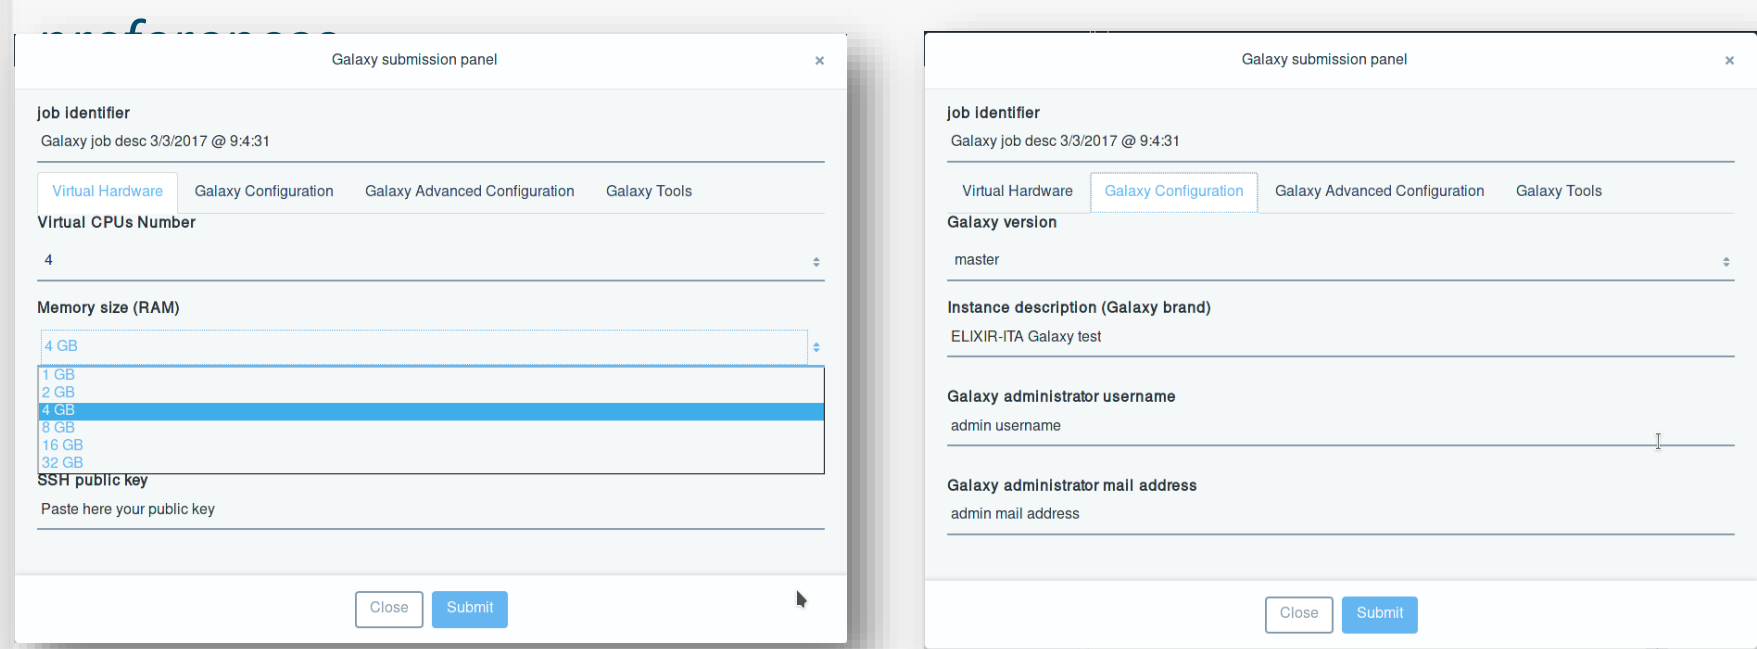 preferences
Galaxy submission panel ×
job identifier
Galaxy job desc 3/3/2017 @ 9:4:31
Virtual Hardware Galaxy Configuration Galaxy Advanced Configuration Galaxy Tools
Virtual CPUs Number
4
Memory size (RAM)
4 GB
1 GB
2 GB
4 GB
8 GB
16 GB
32 GB
SSH public key
Paste here your public key
Close Submit
Galaxy submission panel ×
job identifier
Galaxy job desc 3/3/2017 @ 9:4:31
Virtual Hardware Galaxy Configuration Galaxy Advanced Configuration Galaxy Tools
Galaxy version
master
Instance description (Galaxy brand)
ELIXIR-ITA Galaxy test
Galaxy administrator username
admin username
Galaxy administrator mail address
admin mail address
Close Submit